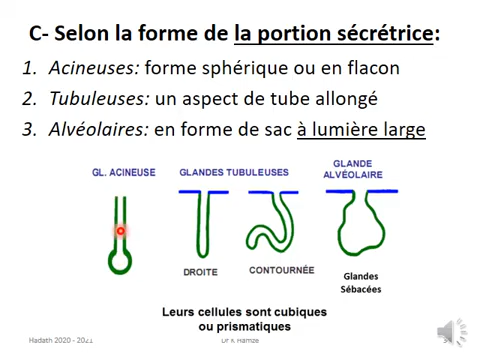 C- Selon la forme de la portion sécrétrice:
1. Acineuses: forme sphérique ou en flacon
2. Tubuleuses: un aspect de tube allongé
3. Alvéolaires: en forme de sac à lumière large
GL. ACINEUSE
GLANDES TUBULEUSES
GLANDE
ALVÉOLAIRE
DROITE
CONTOURNÉE
Glandes
Sébacées
Leurs cellules sont cubiques
ou prismatiques
Hadath 2020 - 2021
Dr K Hamze